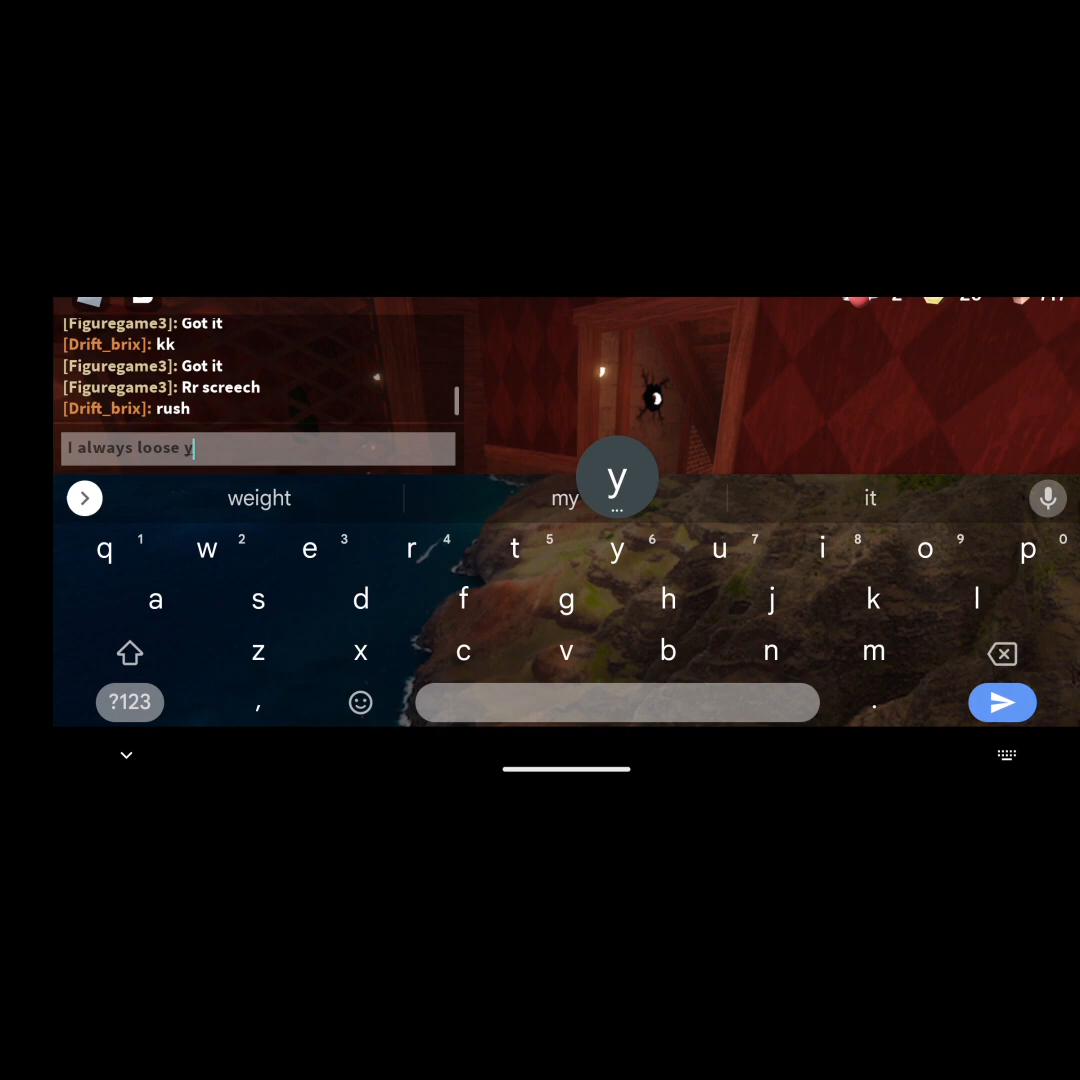 [Figuregame3]: Got it
[Drift_brix]: kk
[Figuregame3]: Got it
[Figuregame3]: Rr screech
[Drift_brix]: rush
I always loose y
weight my it
y
q 1 w 2 e 3 r 4 t 5 y 6 u 7 i 8 o 9 p 0
a s d f g h j k l
z x c v b n m
?123 , .